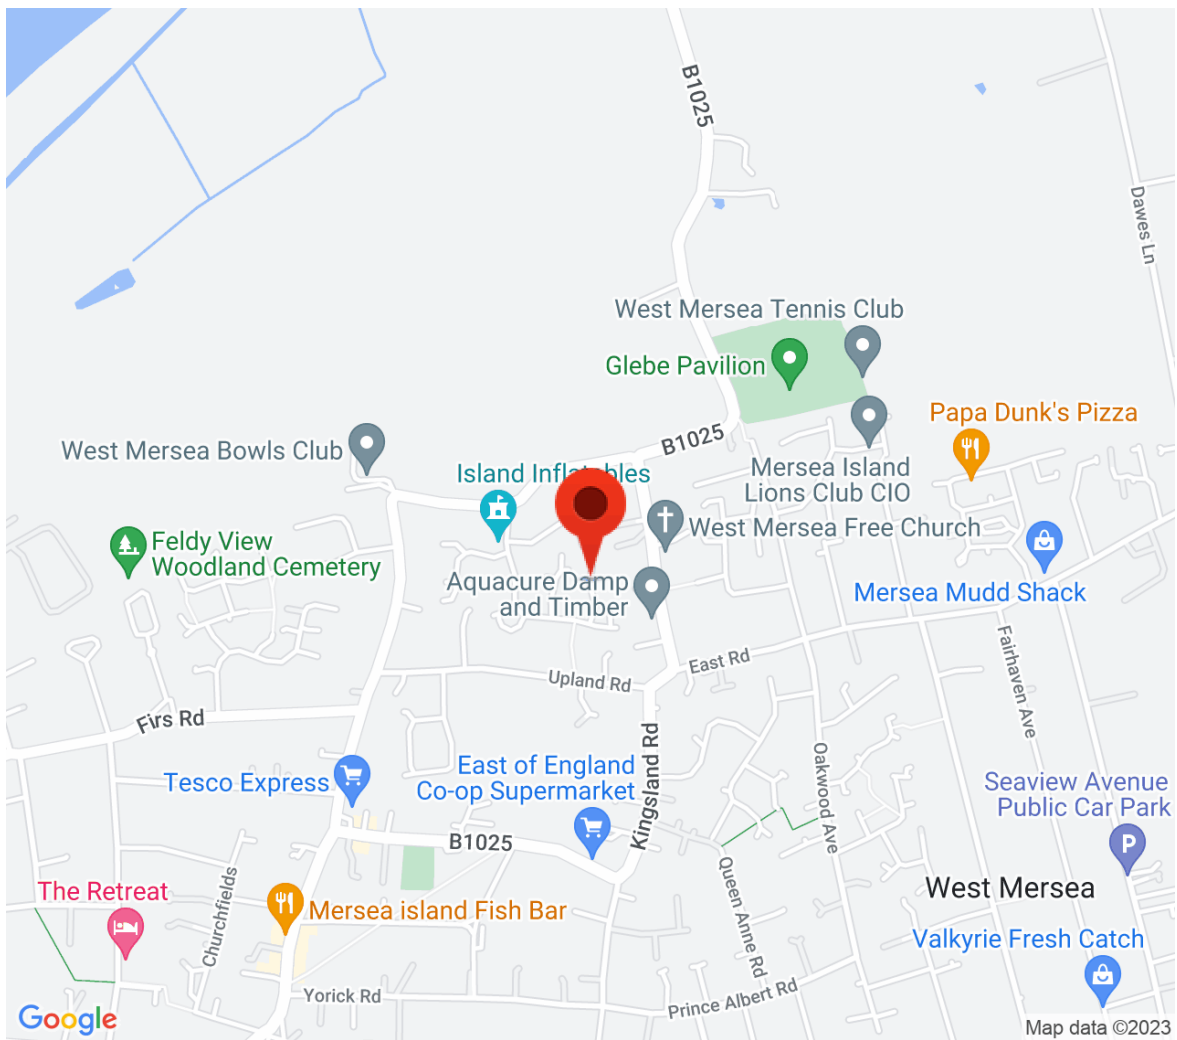 B1025
Dawes Ln
West Mersea Tennis Club
Glebe Pavilion
Papa Dunk's Pizza
B1025
West Mersea Bowls Club
Mersea Island
Lions Club CIO
Island Inflatables
West Mersea Free Church
Feldy View
Woodland Cemetery
Aquacure Damp
and Timber
Mersea Mudd Shack
Fairhaven Ave
East Rd
Upland Rd
Firs Rd
Kingsland Rd
Oakwood Ave
East of England
Co-op Supermarket
Tesco Express
Seaview Avenue
Public Car Park
P
B1025
The Retreat
Churchfields
Mersea island Fish Bar
Queen Anne Rd
West Mersea
Valkyrie Fresh Catch
Yorick Rd
Prince Albert Rd
Google
Map data ©2023